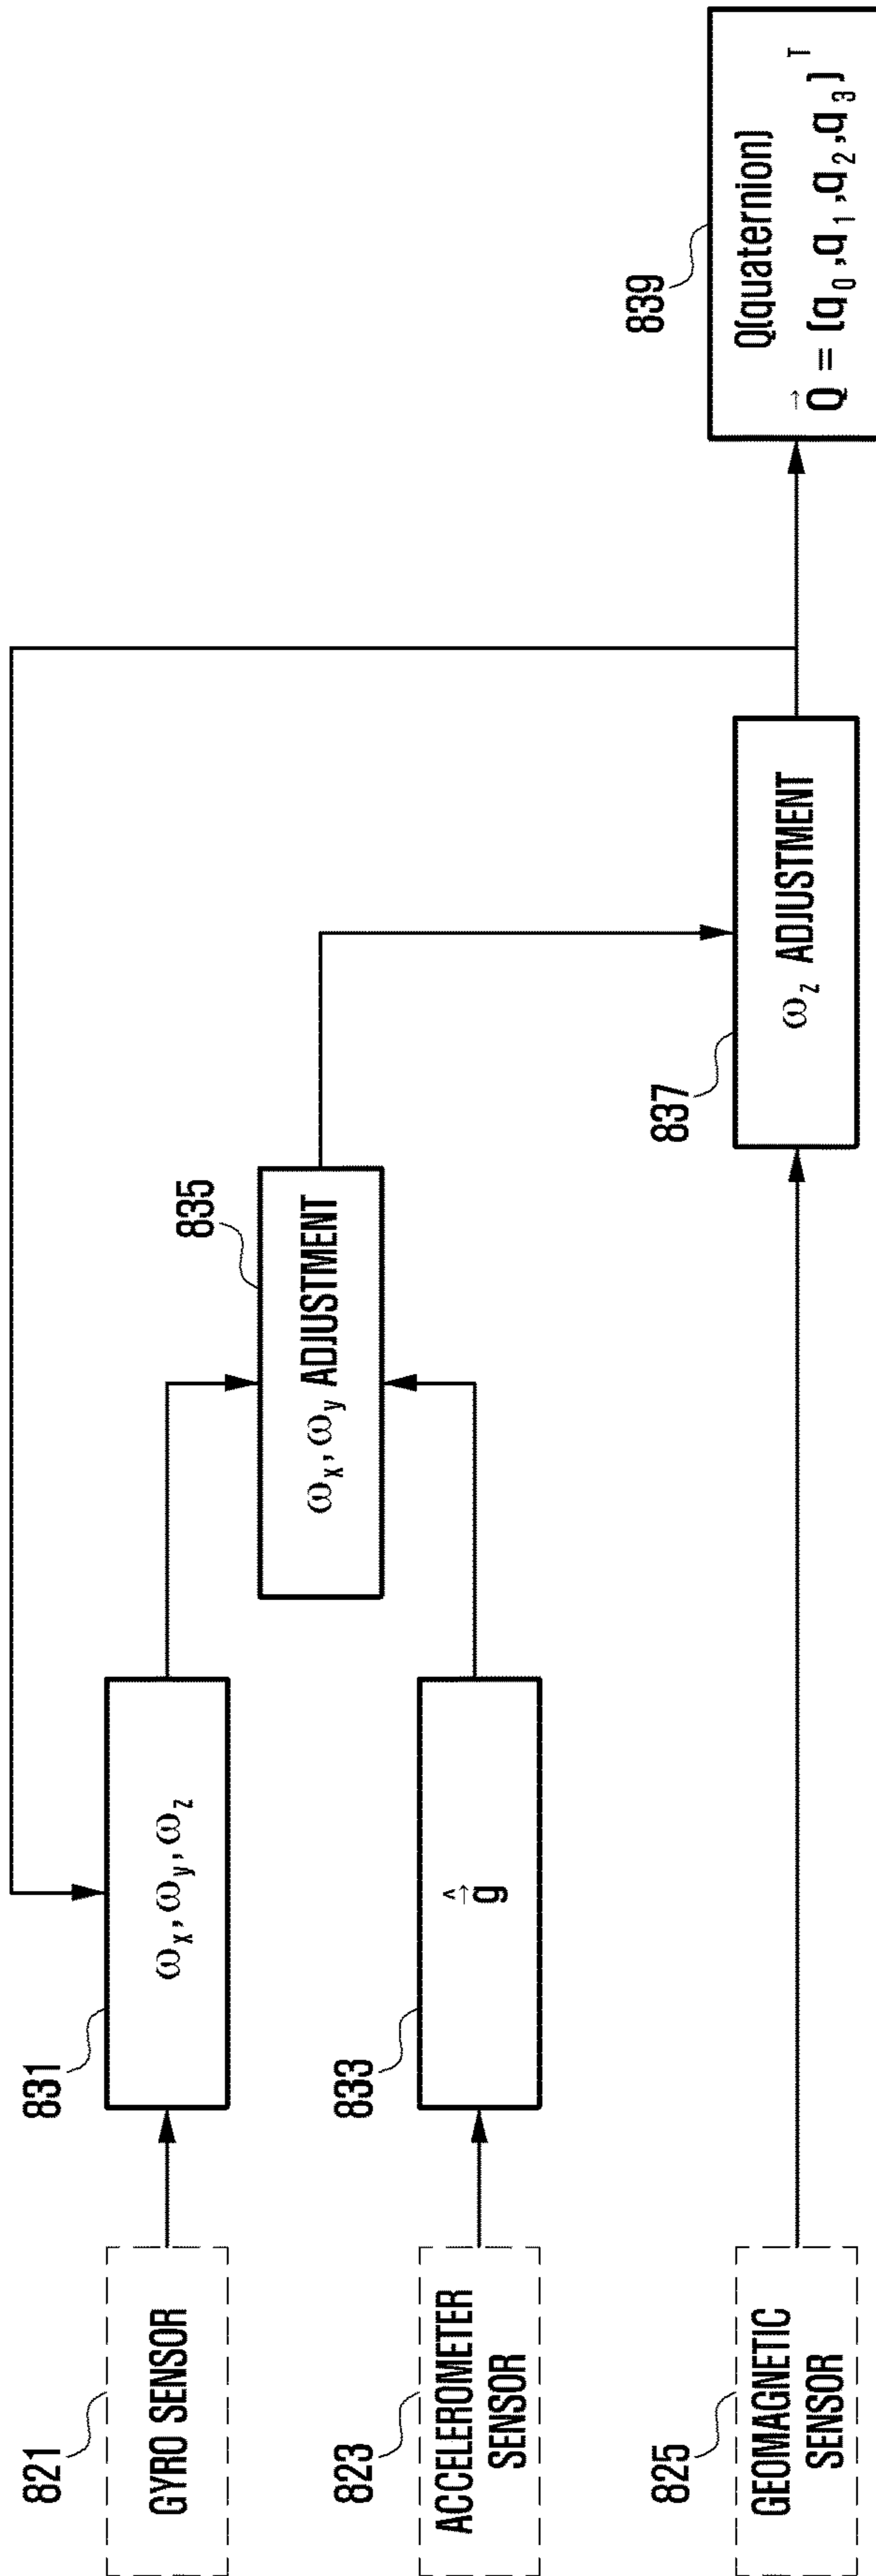 821
GYRO SENSOR
823
ACCELEROMETER
SENSOR
825
GEOMAGNETIC
SENSOR
831
ωx, ωy, ωz
833
ĝ⃗
835
ωx, ωy ADJUSTMENT
837
ωz ADJUSTMENT
839
Q(quaternion)
Q⃗ = (q0,q1,q2,q3)T